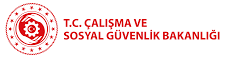 T.C. ÇALIŞMA VE
SOSYAL GÜVENLİK BAKANLIĞI